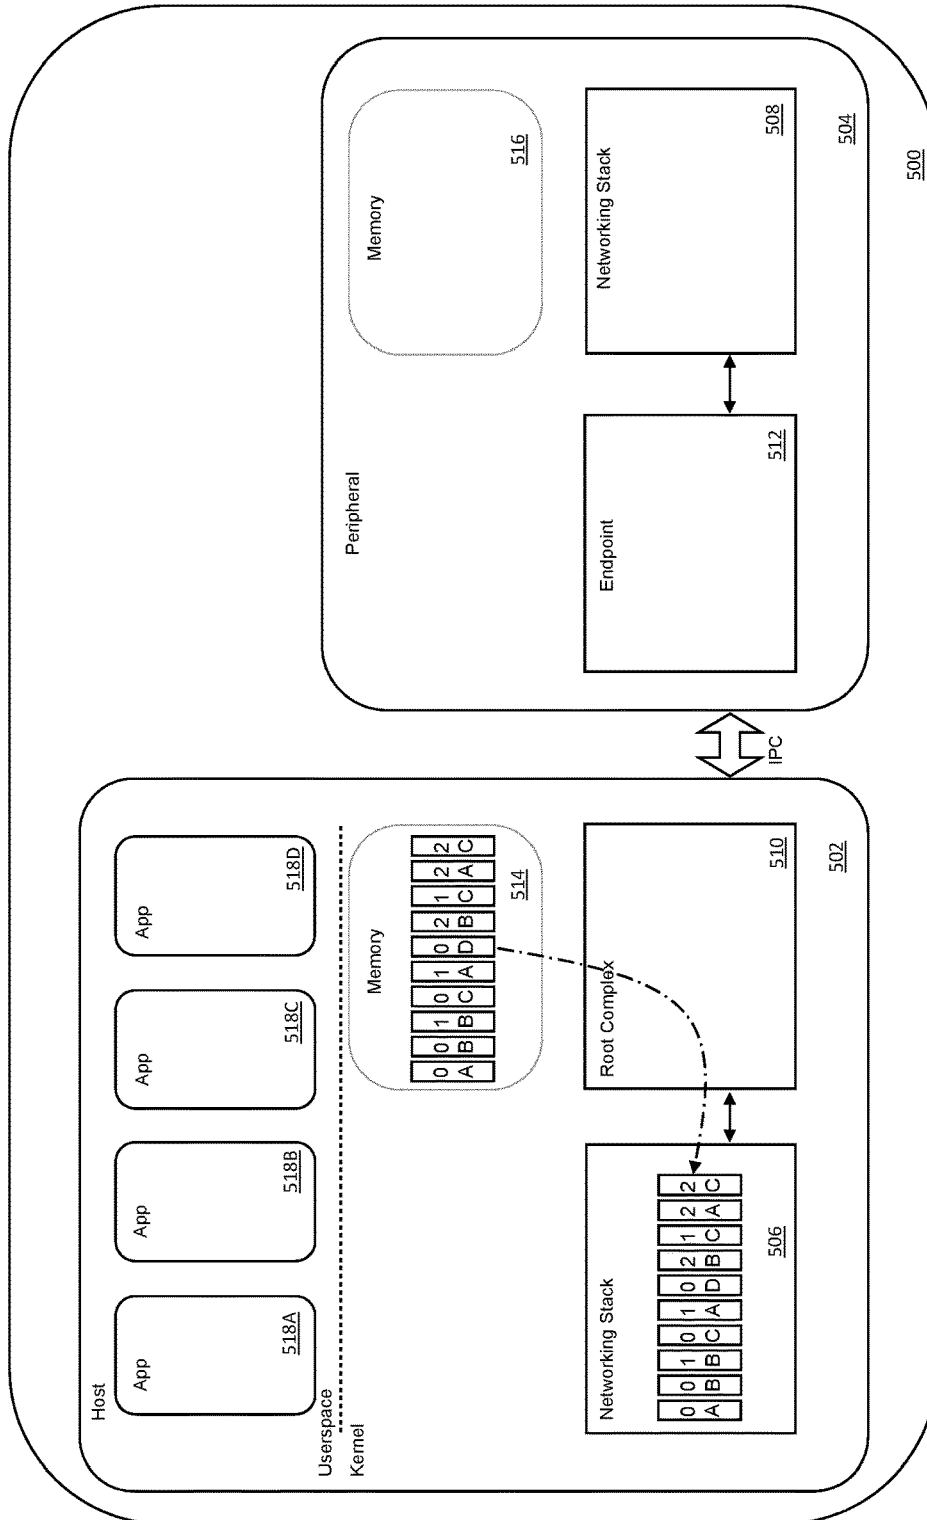 Host
App
518A
App
518B
App
518C
App
518D
Userspace
Kernel
Memory
0 0 1 0 1 0 2 1 2 2
A B B C A D B C A C
514
Networking Stack
0 0 1 0 1 0 2 1 2 2
A B B C A D B C A C
506
Root Complex
510
502
IPC
Peripheral
Memory
516
Endpoint
512
Networking Stack
508
504
500